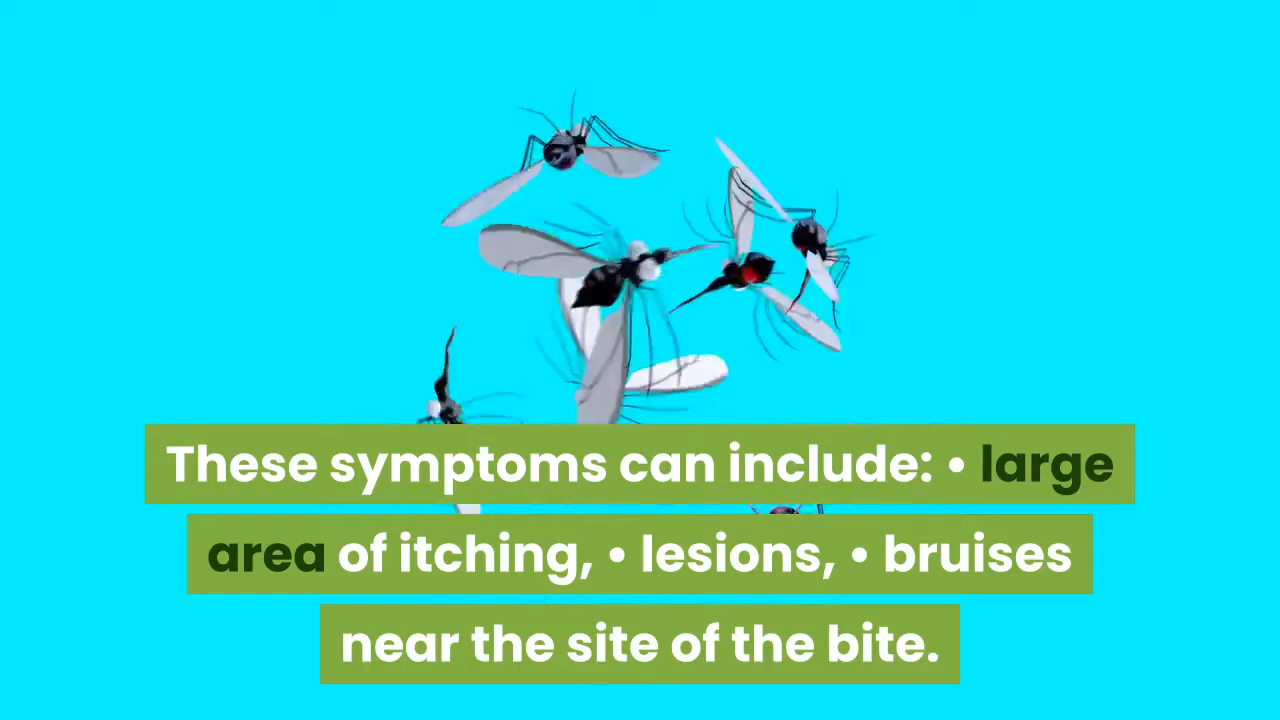 These symptoms can include: • large
area of itching, • lesions, • bruises
near the site of the bite.